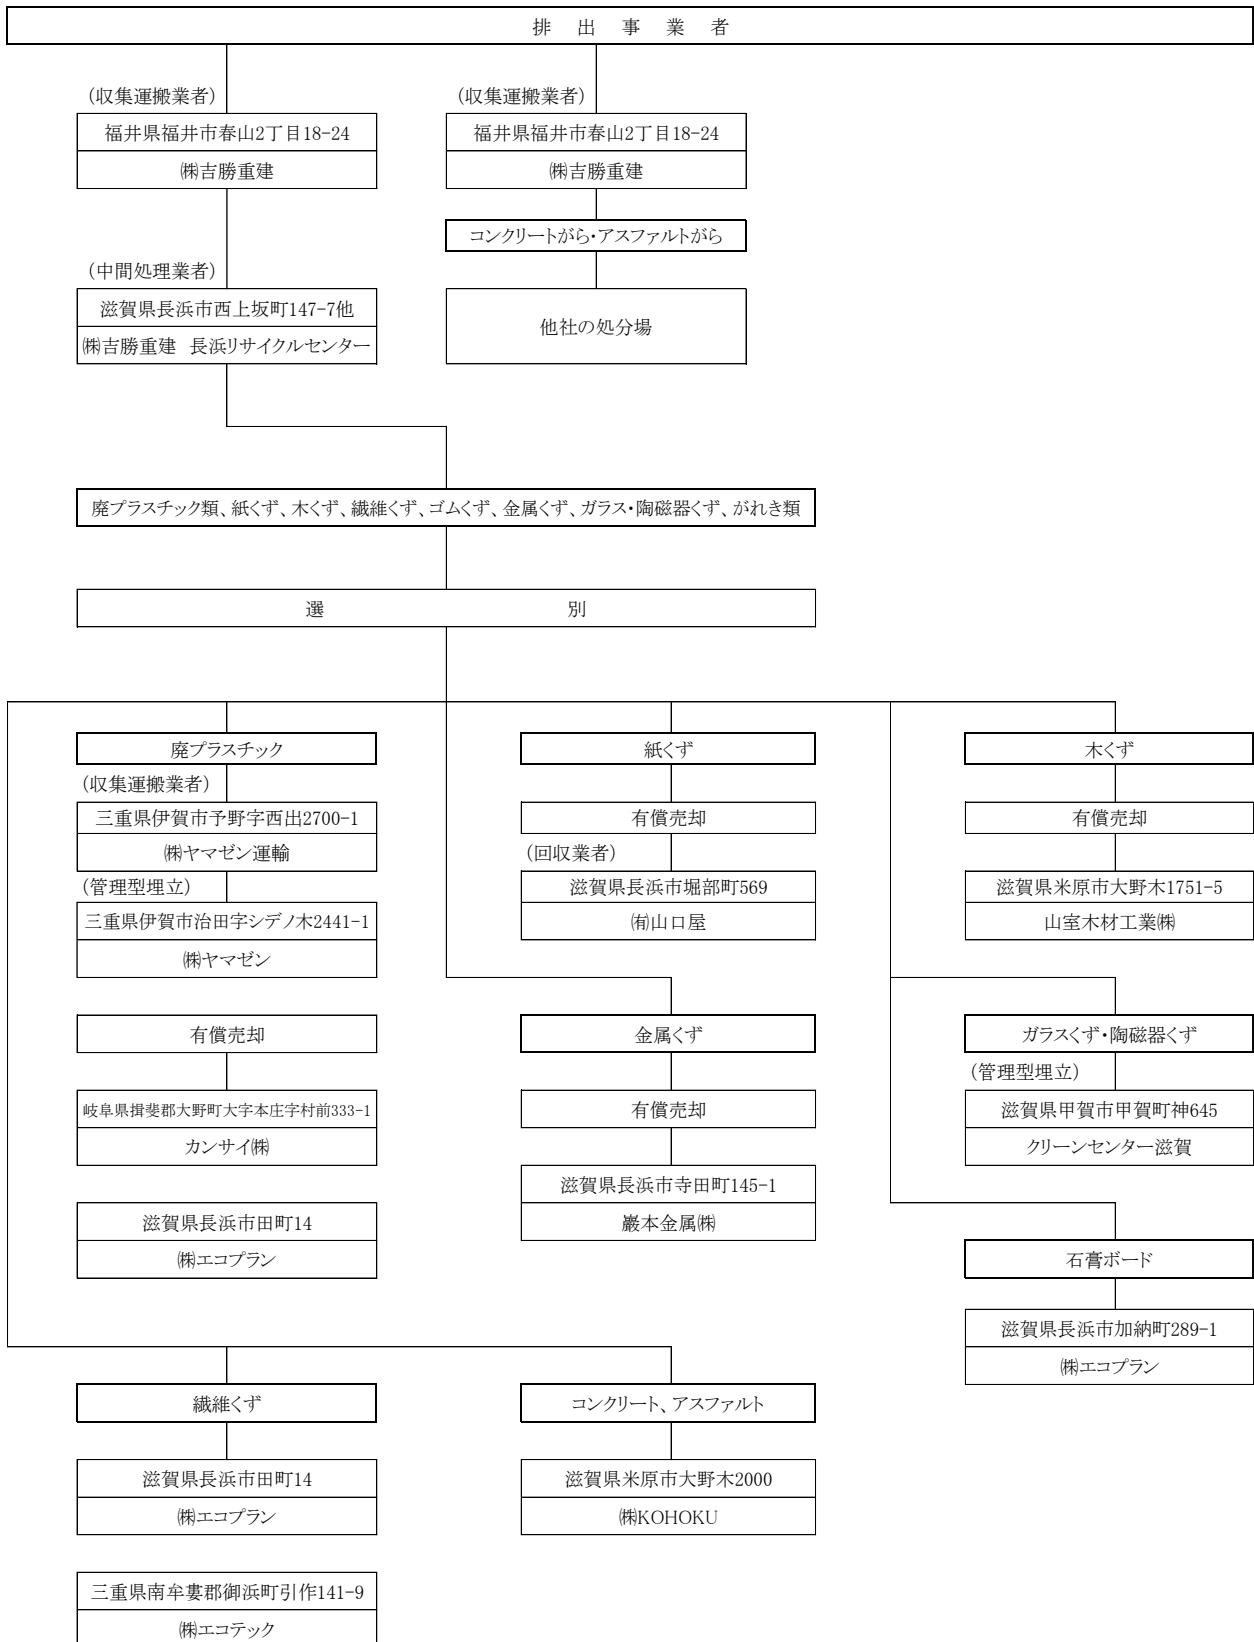 排 出 事 業 者
(収集運搬業者)
福井県福井市春山2丁目18-24
㈱吉勝重建
(収集運搬業者)
福井県福井市春山2丁目18-24
㈱吉勝重建
コンクリートがら・アスファルトがら
他社の処分場
(中間処理業者)
滋賀県長浜市西上坂町147-7他
㈱吉勝重建 長浜リサイクルセンター
廃プラスチック類、紙くず、木くず、繊維くず、ゴムくず、金属くず、ガラス・陶磁器くず、がれき類
選 別
廃プラスチック
(収集運搬業者)
三重県伊賀市予野字西出2700-1
㈱ヤマゼン運輸
(管理型埋立)
三重県伊賀市治田字シデノ木2441-1
㈱ヤマゼン
有償売却
岐阜県揖斐郡大野町大字本庄字村前333-1
カンサイ㈱
滋賀県長浜市田町14
㈱エコプラン
紙くず
有償売却
(回収業者)
滋賀県長浜市堀部町569
㈲山口屋
金属くず
有償売却
滋賀県長浜市寺田町145-1
巖本金属㈱
木くず
有償売却
滋賀県米原市大野木1751-5
山室木材工業㈱
ガラスくず・陶磁器くず
(管理型埋立)
滋賀県甲賀市甲賀町神645
クリーンセンター滋賀
石膏ボード
滋賀県長浜市加納町289-1
㈱エコプラン
繊維くず
滋賀県長浜市田町14
㈱エコプラン
三重県南牟婁郡御浜町引作141-9
㈱エコテック
コンクリート、アスファルト
滋賀県米原市大野木2000
㈱KOHOKU